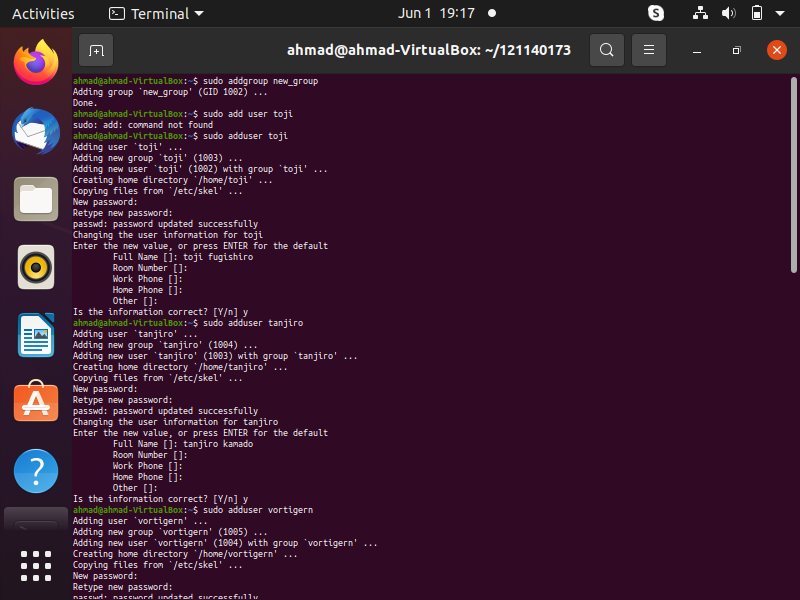 Activities
Terminal
Jun 1 19:17
S
ahmad@ahmad-VirtualBox: ~/121140173
ahmad@ahmad-VirtualBox:~$ sudo addgroup new_group
Adding group `new_group' (GID 1002) ...
Done.
ahmad@ahmad-VirtualBox:~$ sudo add user toji
sudo: add: command not found
ahmad@ahmad-VirtualBox:~$ sudo adduser toji
Adding user `toji' ...
Adding new group `toji' (1003) ...
Adding new user `toji' (1002) with group `toji' ...
Creating home directory `/home/toji' ...
Copying files from `/etc/skel' ...
New password:
Retype new password:
passwd: password updated successfully
Changing the user information for toji
Enter the new value, or press ENTER for the default
Full Name []: toji fugishiro
Room Number []:
Work Phone []:
Home Phone []:
Other []:
Is the information correct? [Y/n] y
ahmad@ahmad-VirtualBox:~$ sudo adduser tanjiro
Adding user `tanjiro' ...
Adding new group `tanjiro' (1004) ...
Adding new user `tanjiro' (1003) with group `tanjiro' ...
Creating home directory `/home/tanjiro' ...
Copying files from `/etc/skel' ...
New password:
Retype new password:
passwd: password updated successfully
Changing the user information for tanjiro
Enter the new value, or press ENTER for the default
Full Name []: tanjiro kamado
Room Number []:
Work Phone []:
Home Phone []:
Other []:
Is the information correct? [Y/n] y
ahmad@ahmad-VirtualBox:~$ sudo adduser vortigern
Adding user `vortigern' ...
Adding new group `vortigern' (1005) ...
Adding new user `vortigern' (1004) with group `vortigern' ...
Creating home directory `/home/vortigern' ...
Copying files from `/etc/skel' ...
New password:
Retype new password:
passwd: password updated successfully